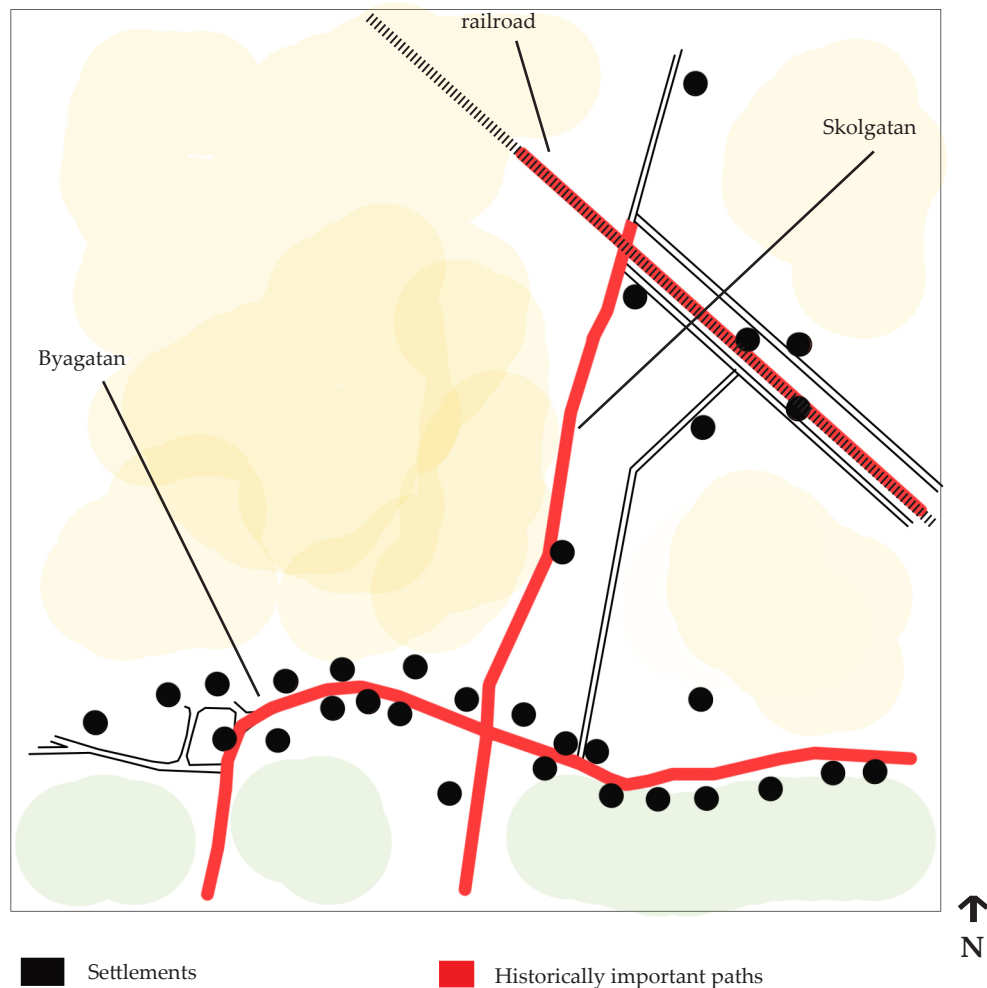 railroad
Skolgatan
Byagatan
N
Settlements
Historically important paths